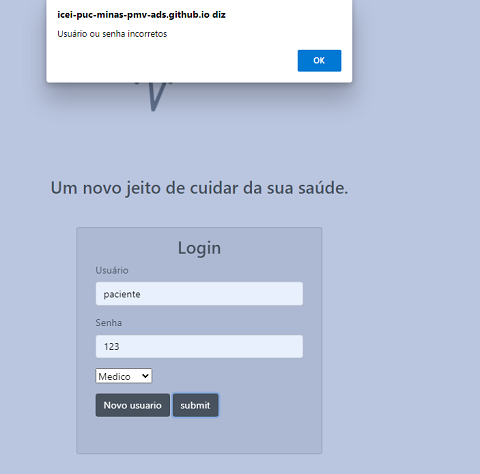 icei-puc-minas-pmv-ads.github.io diz
Usuário ou senha incorretos
OK
Um novo jeito de cuidar da sua saúde.
Login
Usuário
paciente
Senha
123
Medico
Novo usuario submit